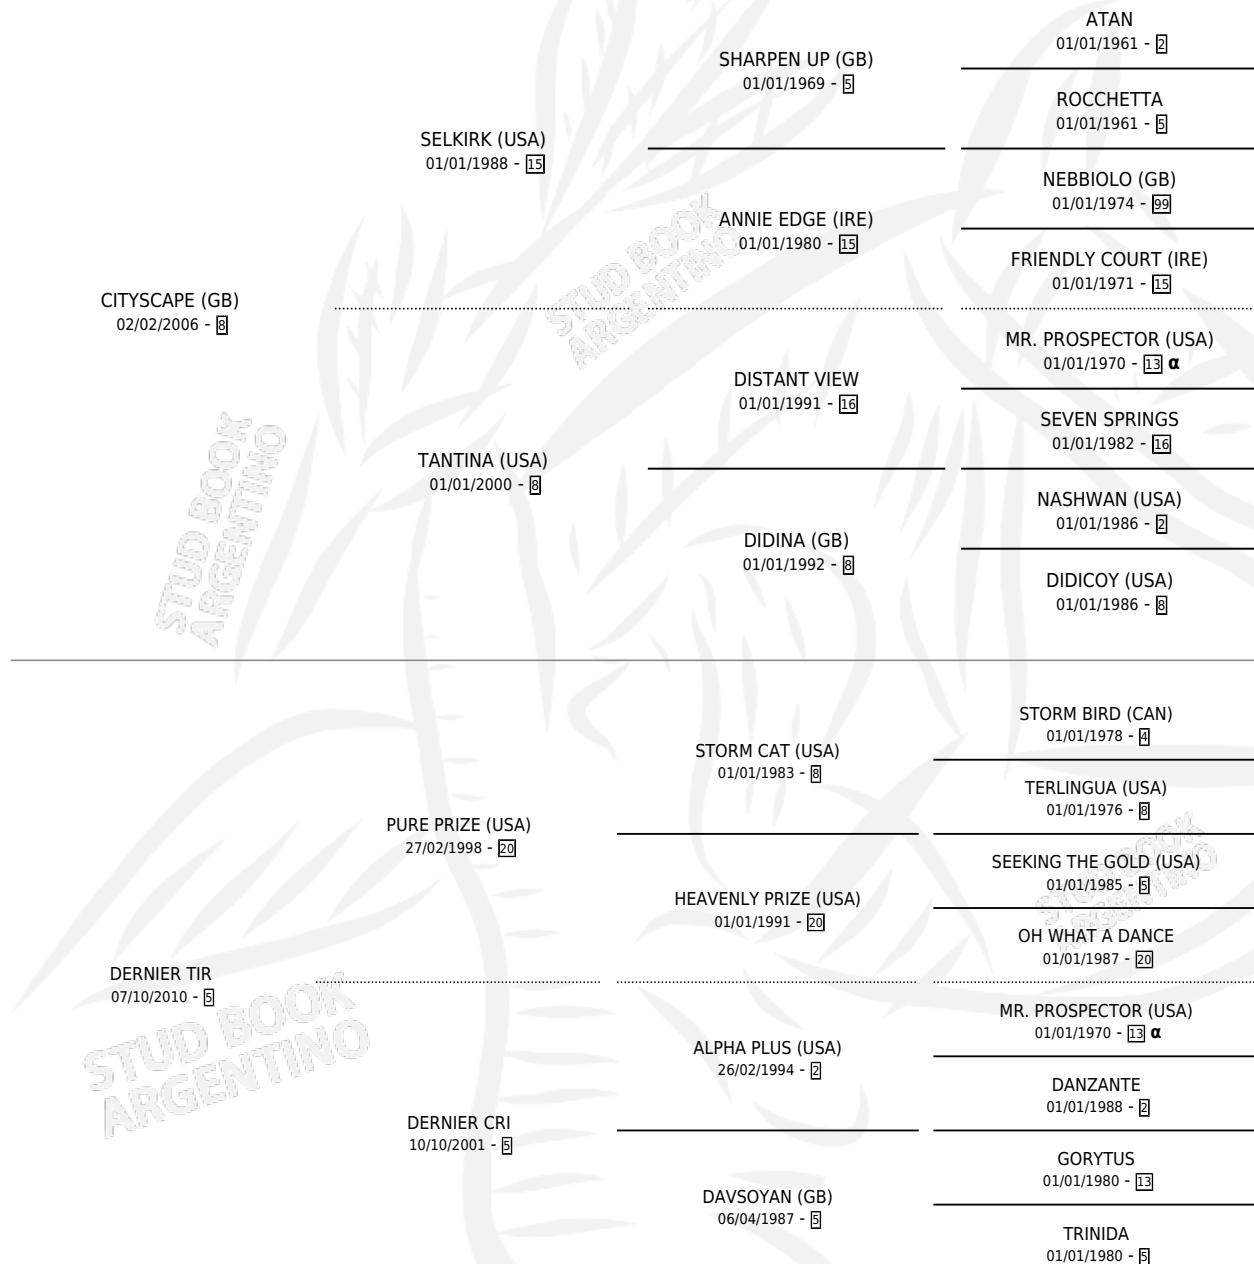 ATAN
01/01/1961 - 2
SHARPEN UP (GB)
01/01/1969 - 5
ROCCHETTA
01/01/1961 - 5
SELKIRK (USA)
01/01/1988 - 15
NEBBIOLO (GB)
01/01/1974 - 99
ANNIE EDGE (IRE)
01/01/1980 - 15
FRIENDLY COURT (IRE)
01/01/1971 - 15
CITYSCAPE (GB)
02/02/2006 - 8
MR. PROSPECTOR (USA)
01/01/1970 - 13 α
DISTANT VIEW
01/01/1991 - 16
SEVEN SPRINGS
01/01/1982 - 16
TANTINA (USA)
01/01/2000 - 8
NASHWAN (USA)
01/01/1986 - 2
DIDINA (GB)
01/01/1992 - 8
DIDICOY (USA)
01/01/1986 - 8
STORM BIRD (CAN)
01/01/1978 - 4
STORM CAT (USA)
01/01/1983 - 8
TERLINGUA (USA)
01/01/1976 - 8
PURE PRIZE (USA)
27/02/1998 - 20
SEEKING THE GOLD (USA)
01/01/1985 - 5
HEAVENLY PRIZE (USA)
01/01/1991 - 20
OH WHAT A DANCE
01/01/1987 - 20
DERNIER TIR
07/10/2010 - 5
MR. PROSPECTOR (USA)
01/01/1970 - 13 α
ALPHA PLUS (USA)
26/02/1994 - 2
DANZANTE
01/01/1988 - 2
DERNIER CRI
10/10/2001 - 5
GORYTUS
01/01/1980 - 13
DAVSOYAN (GB)
06/04/1987 - 5
TRINIDA
01/01/1980 - 5
STUD BOOK
ARGENTINO
STUD BOOK
ARGENTINO
STUD BOOK
ARGENTINO
STUD BOOK
ARGENTINO